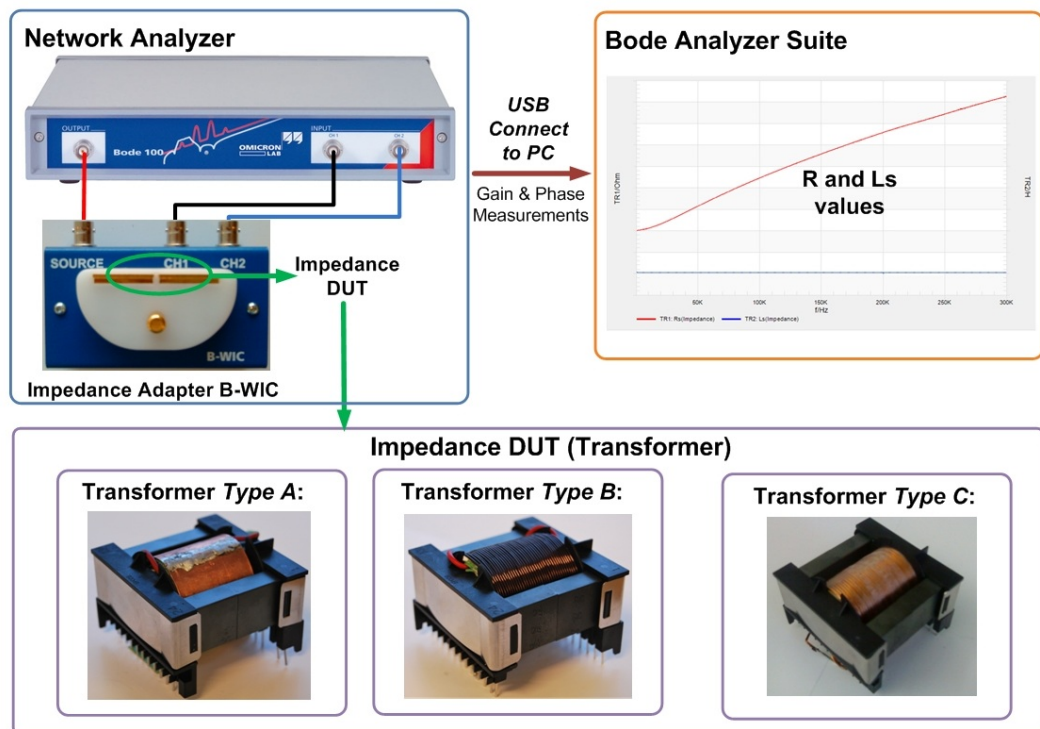 Network Analyzer
OUTPUT
Bode 100
OMICRON
LAB
INPUT
CH 1
CH 2
SOURCE
CH1
CH2
B-WIC
Impedance
DUT
Impedance Adapter B-WIC
USB
Connect
to PC
Gain & Phase
Measurements
Bode Analyzer Suite
TR1/Ohm
R and Ls
values
TR2/H
50K
100K
150K
200K
250K
300K
f/Hz
TR1: Rs(Impedance)
TR2: Ls(Impedance)
Impedance DUT (Transformer)
Transformer Type A:
Transformer Type B:
Transformer Type C: